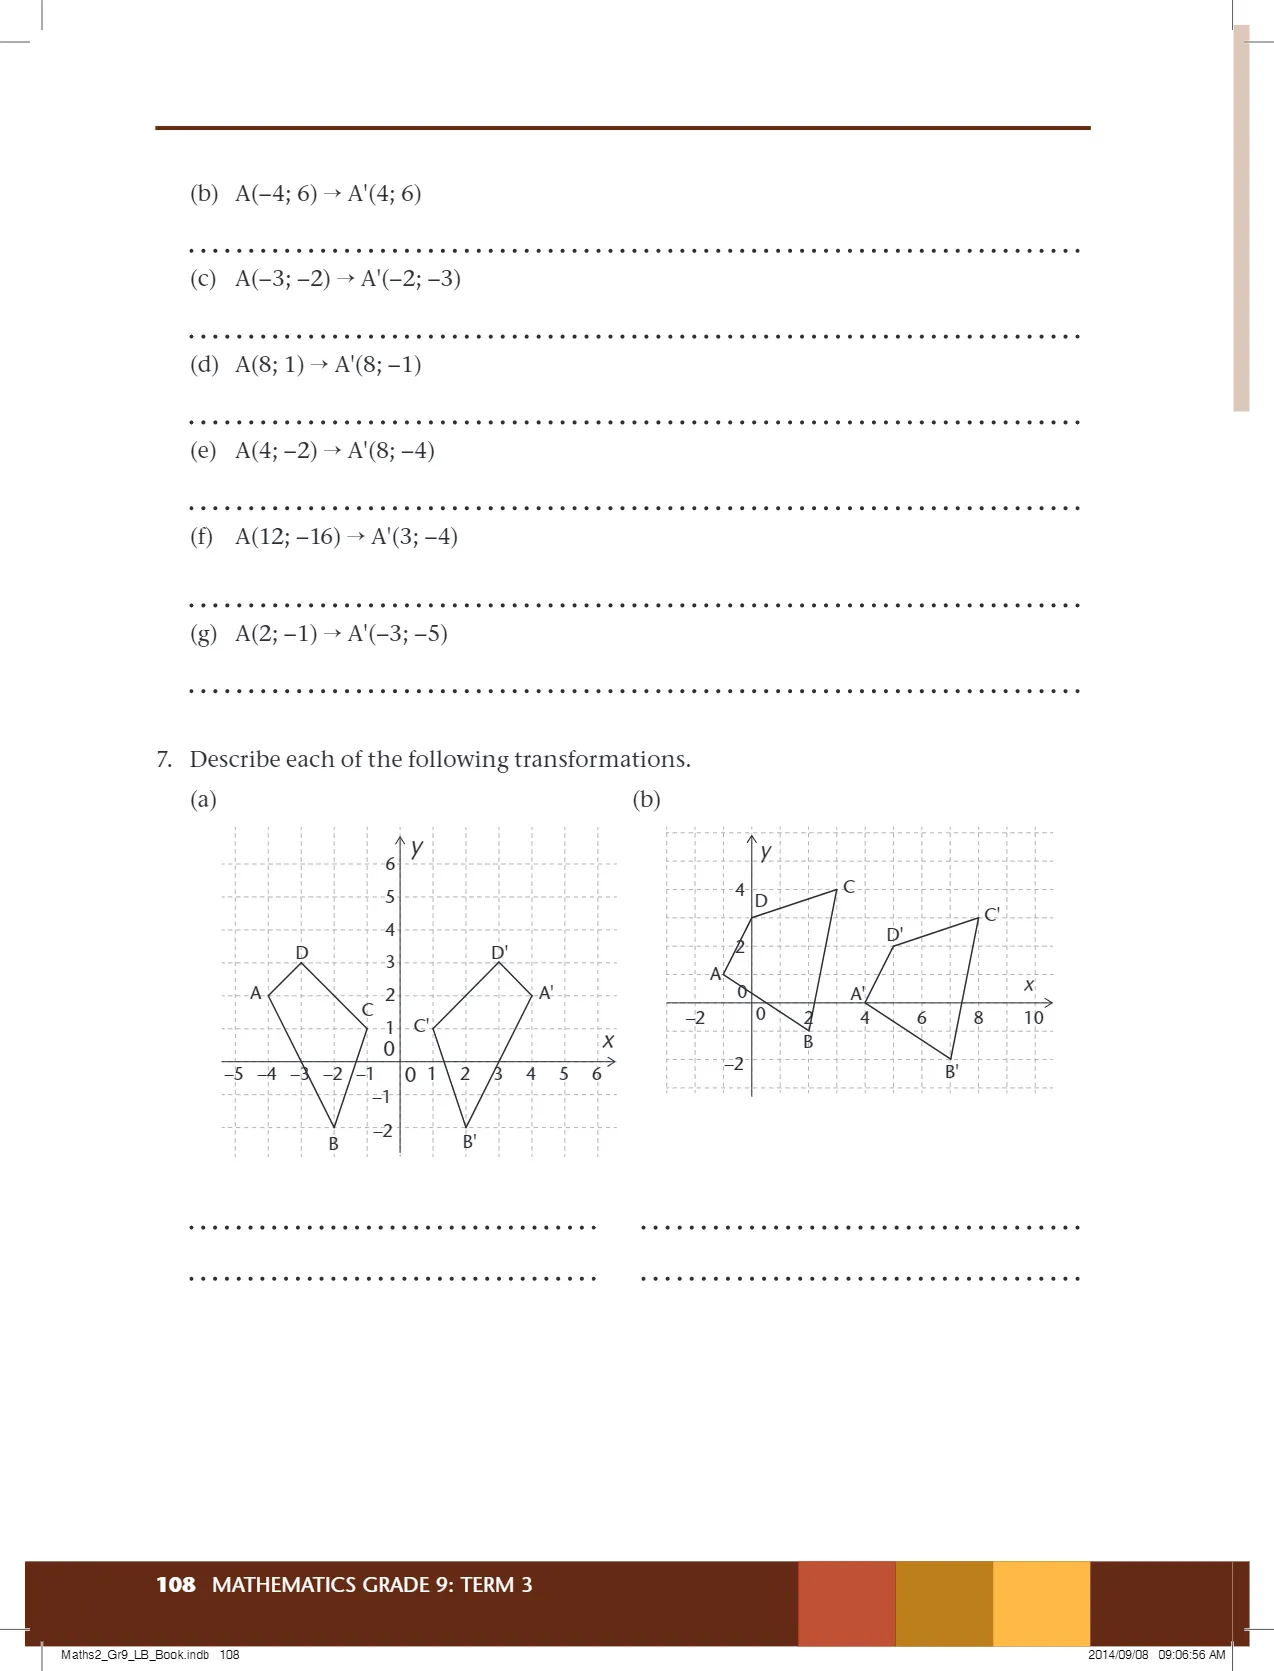 (b) A(–4; 6) → A'(4; 6)
(c) A(–3; –2) → A'(–2; –3)
(d) A(8; 1) → A'(8; –1)
(e) A(4; –2) → A'(8; –4)
(f) A(12; –16) → A'(3; –4)
(g) A(2; –1) → A'(–3; –5)
7. Describe each of the following transformations.
(a) (b)
y
6
5
4
D D'
3
A A'
2
C C'
1
0
x
–5 –4 –3 –2 –1 0 1 2 3 4 5 6
–1
–2
B B'
y
4 C
D C'
D'
2
A A'
0 x
–2 0 2 4 6 8 10
B
–2 B'
108 MATHEMATICS GRADE 9: TERM 3
Maths2_Gr9_LB_Book.indb 108 2014/09/08 09:06:56 AM